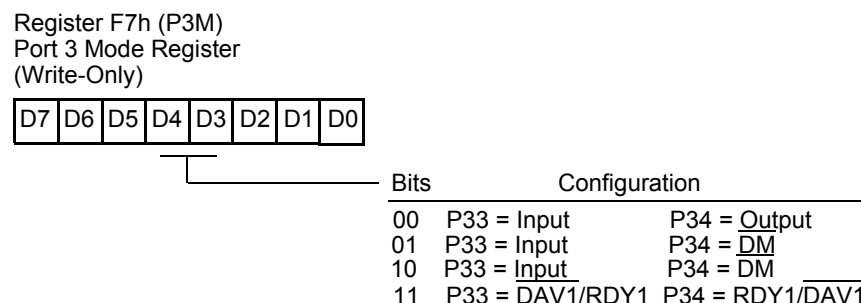 Register F7h (P3M)
Port 3 Mode Register
(Write-Only)
D7 D6 D5 D4 D3 D2 D1 D0
Bits Configuration
00 P33 = Input P34 = Output
01 P33 = Input P34 = DM
10 P33 = Input P34 = DM
11 P33 = DAV1/RDY1 P34 = RDY1/DAV1